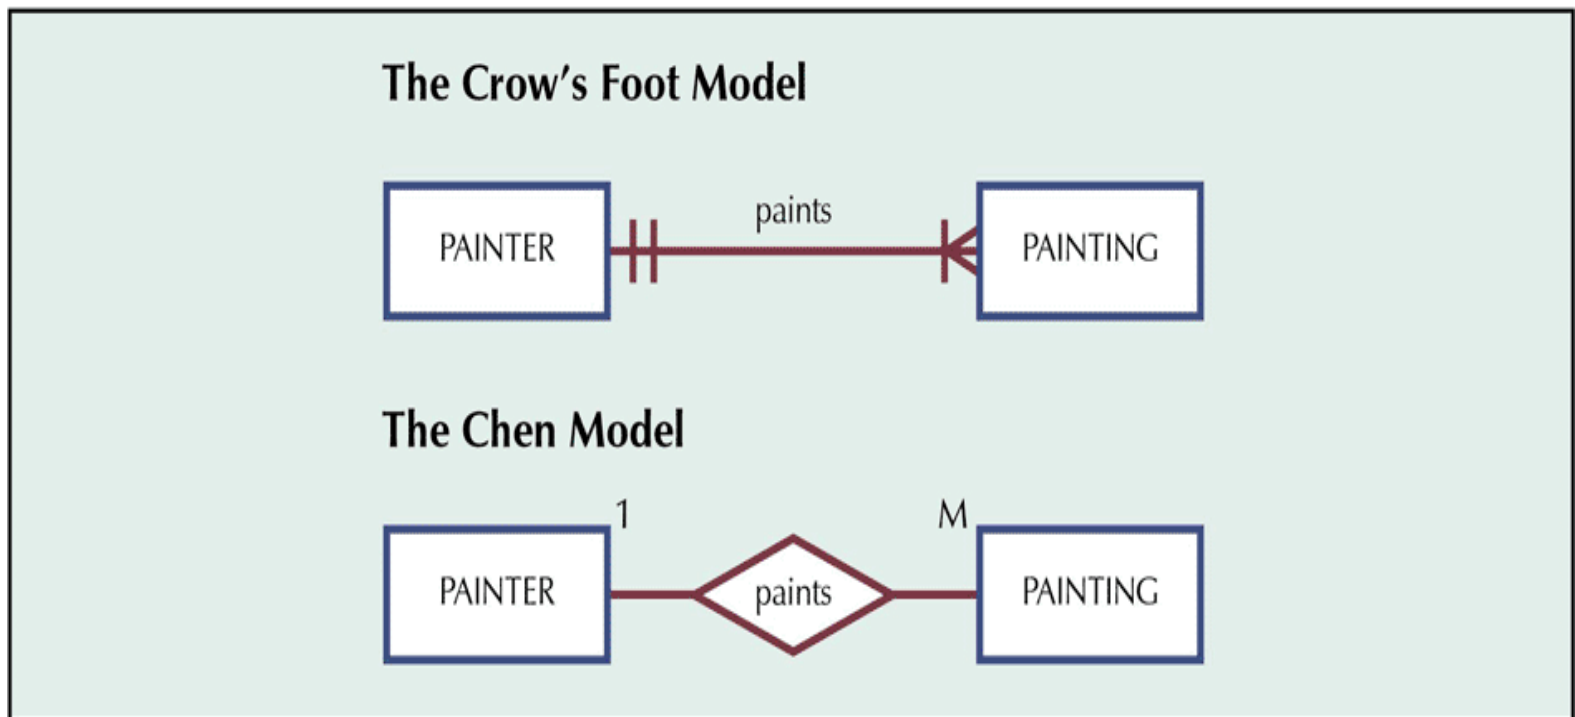 The Crow’s Foot Model
paints
PAINTER
PAINTING
The Chen Model
1
M
PAINTER
paints
PAINTING